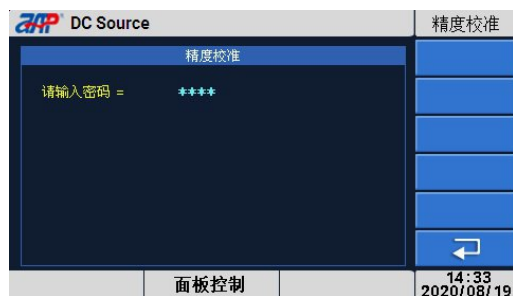 AAP DC Source
精度校准
精度校准
请输入密码 = ****
面板控制
14:33
2020/08/19